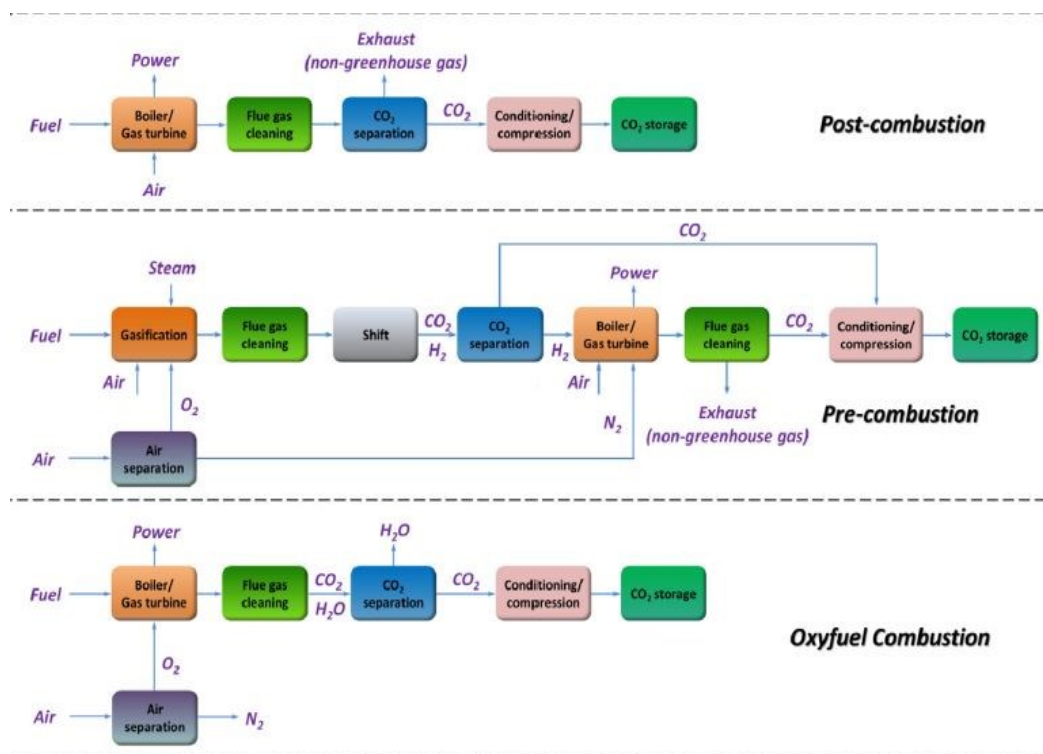 Exhaust
(non-greenhouse gas)
Power
Fuel
Boiler/
Gas turbine
Flue gas
cleaning
CO2
separation
CO2
Conditioning/
compression
CO2 storage
Air
Post-combustion
CO2
Steam
Power
Fuel
Gasification
Flue gas
cleaning
Shift
CO2
H2
CO2
separation
H2
Boiler/
Gas turbine
Flue gas
cleaning
CO2
Conditioning/
compression
CO2 storage
Air
O2
Air
N2
Exhaust
(non-greenhouse gas)
Pre-combustion
Air
Air
separation
Power
H2O
Fuel
Boiler/
Gas turbine
Flue gas
cleaning
CO2
H2O
CO2
separation
CO2
Conditioning/
compression
CO2 storage
Oxyfuel Combustion
O2
Air
Air
separation
N2